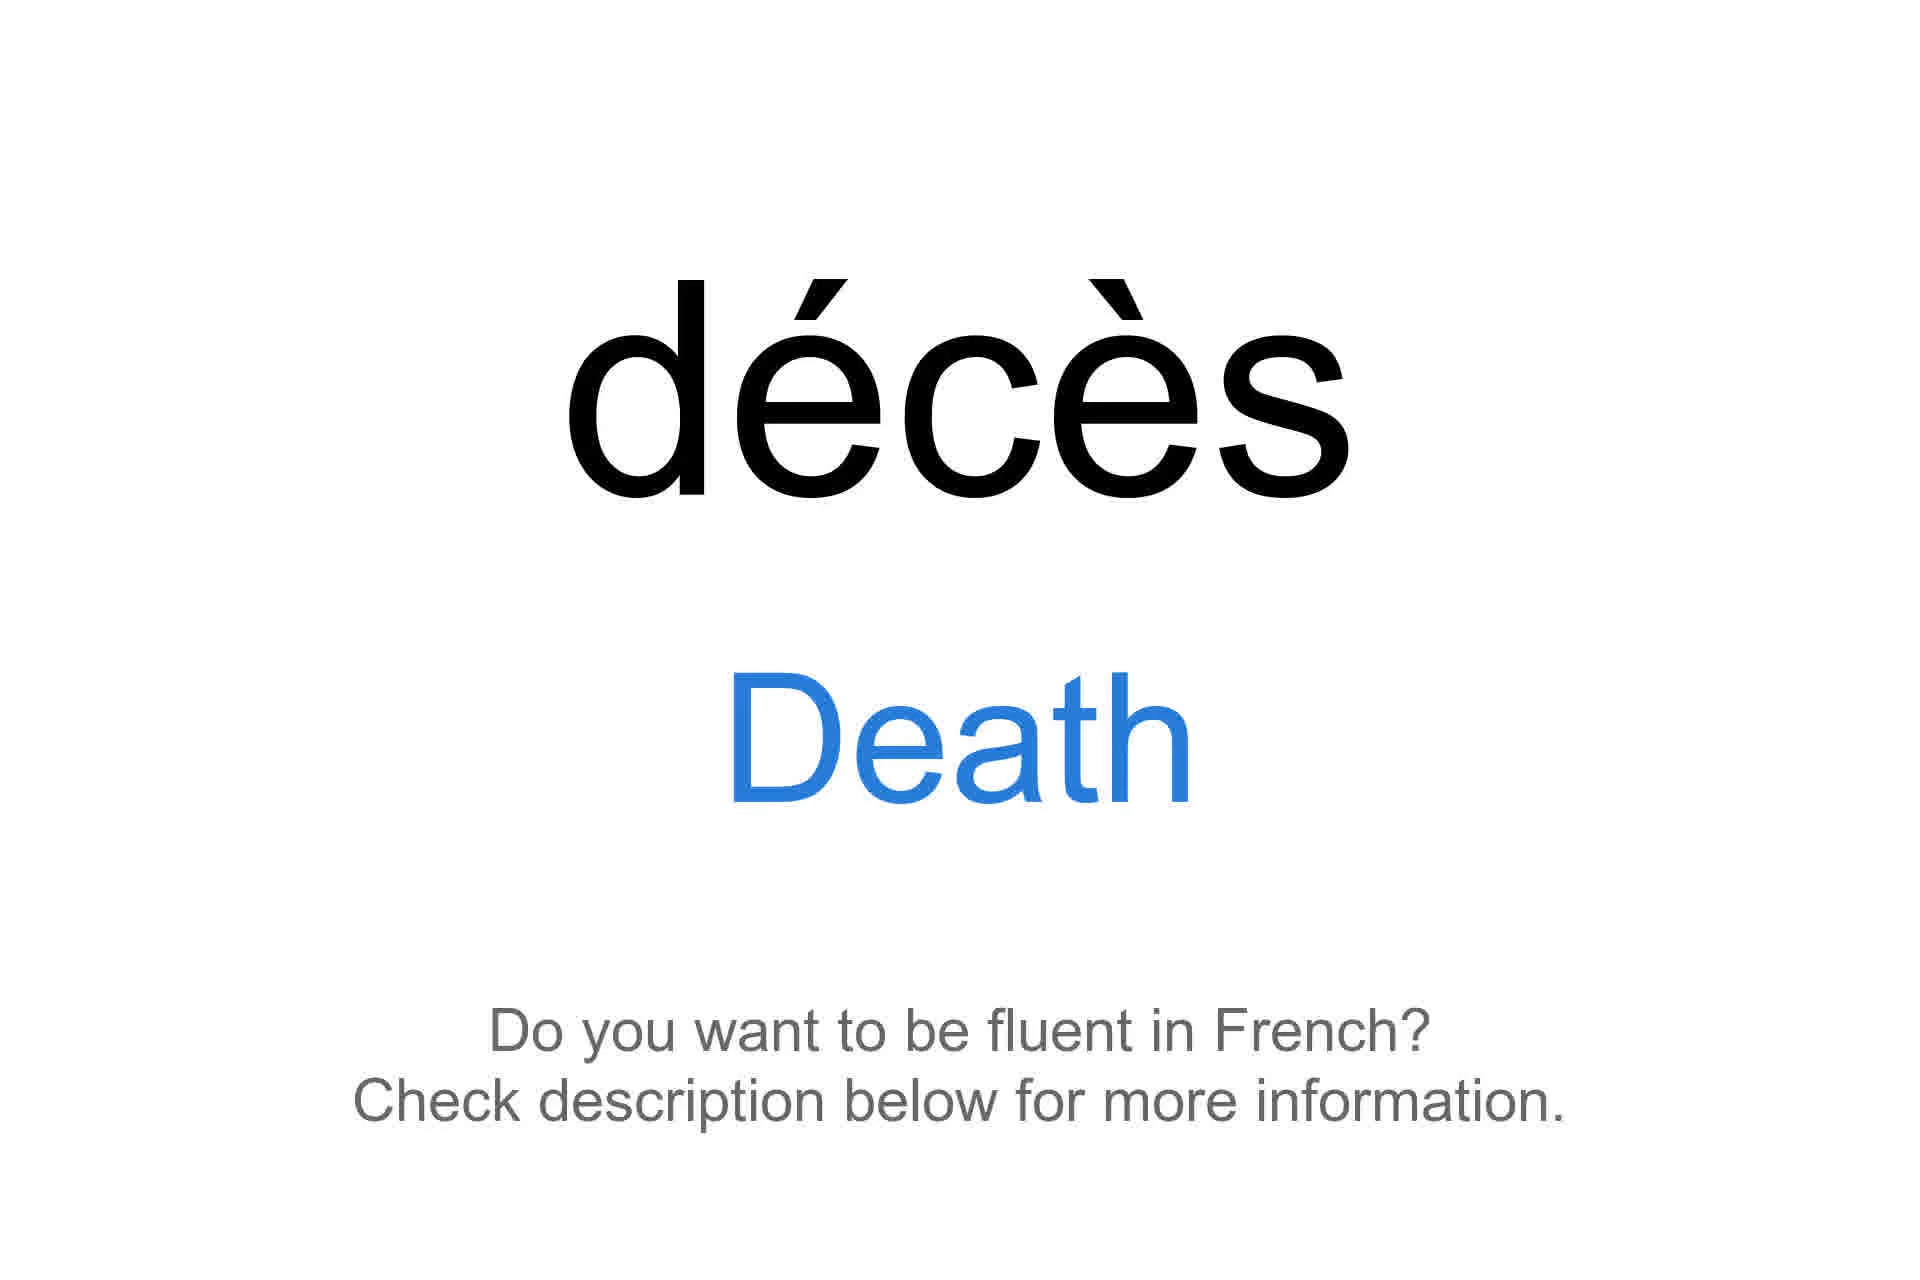 décès
Death
Do you want to be fluent in French?
Check description below for more information.